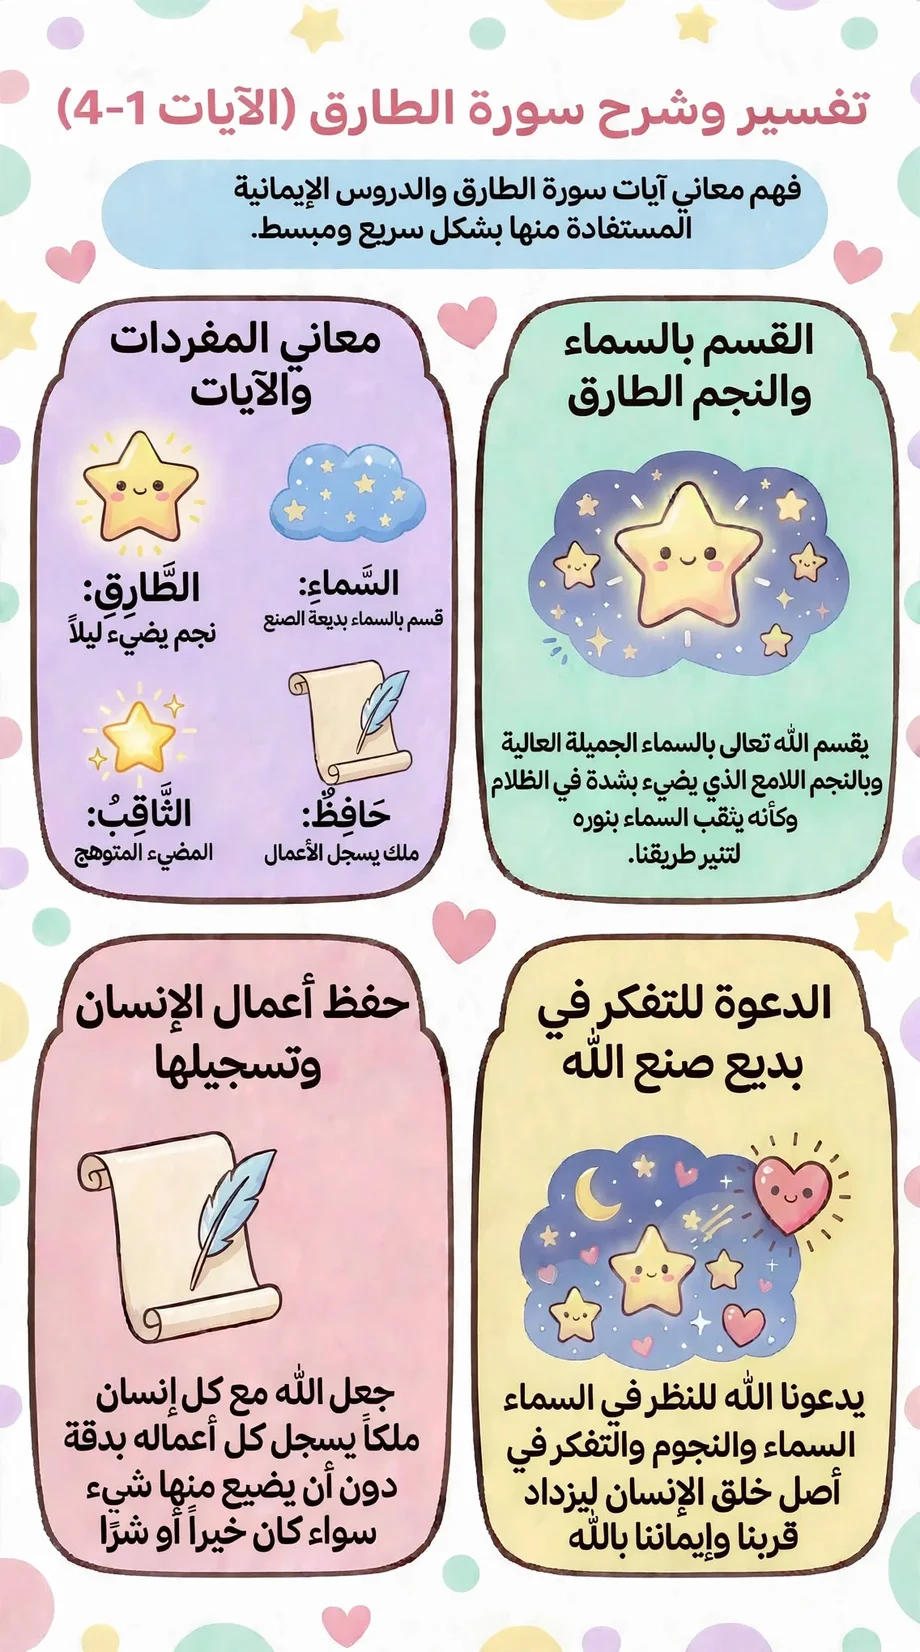 تفسير وشرح سورة الطارق (الآيات 1-4)
فهم معاني آيات سورة الطارق والدروس الإيمانية
المستفادة منها بشكل سريع ومبسط.
القسم بالسماء
والنجم الطارق
يقسم الله تعالى بالسماء الجميلة العالية
وبالنجم اللامع الذي يضيء بشدة في الظلام
وكأنه يثقب السماء بنوره
لتنير طريقنا.
معاني المفردات
والآيات
السَّماءِ:
قسم بالسماء بديعة الصنع
الطَّارِقِ:
نجم يضيء ليلاً
حَافِظٌ:
ملك يسجل الأعمال
الثَّاقِبُ:
المضيء المتوهج
الدعوة للتفكر في
بديع صنع الله
يدعونا الله للنظر في السماء
السماء والنجوم والتفكر في
أصل خلق الإنسان ليزداد
قربنا وإيماننا بالله
حفظ أعمال الإنسان
وتسجيلها
جعل الله مع كل إنسان
ملكاً يسجل كل أعماله بدقة
دون أن يضيع منها شيء
سواء كان خيراً أو شرًا